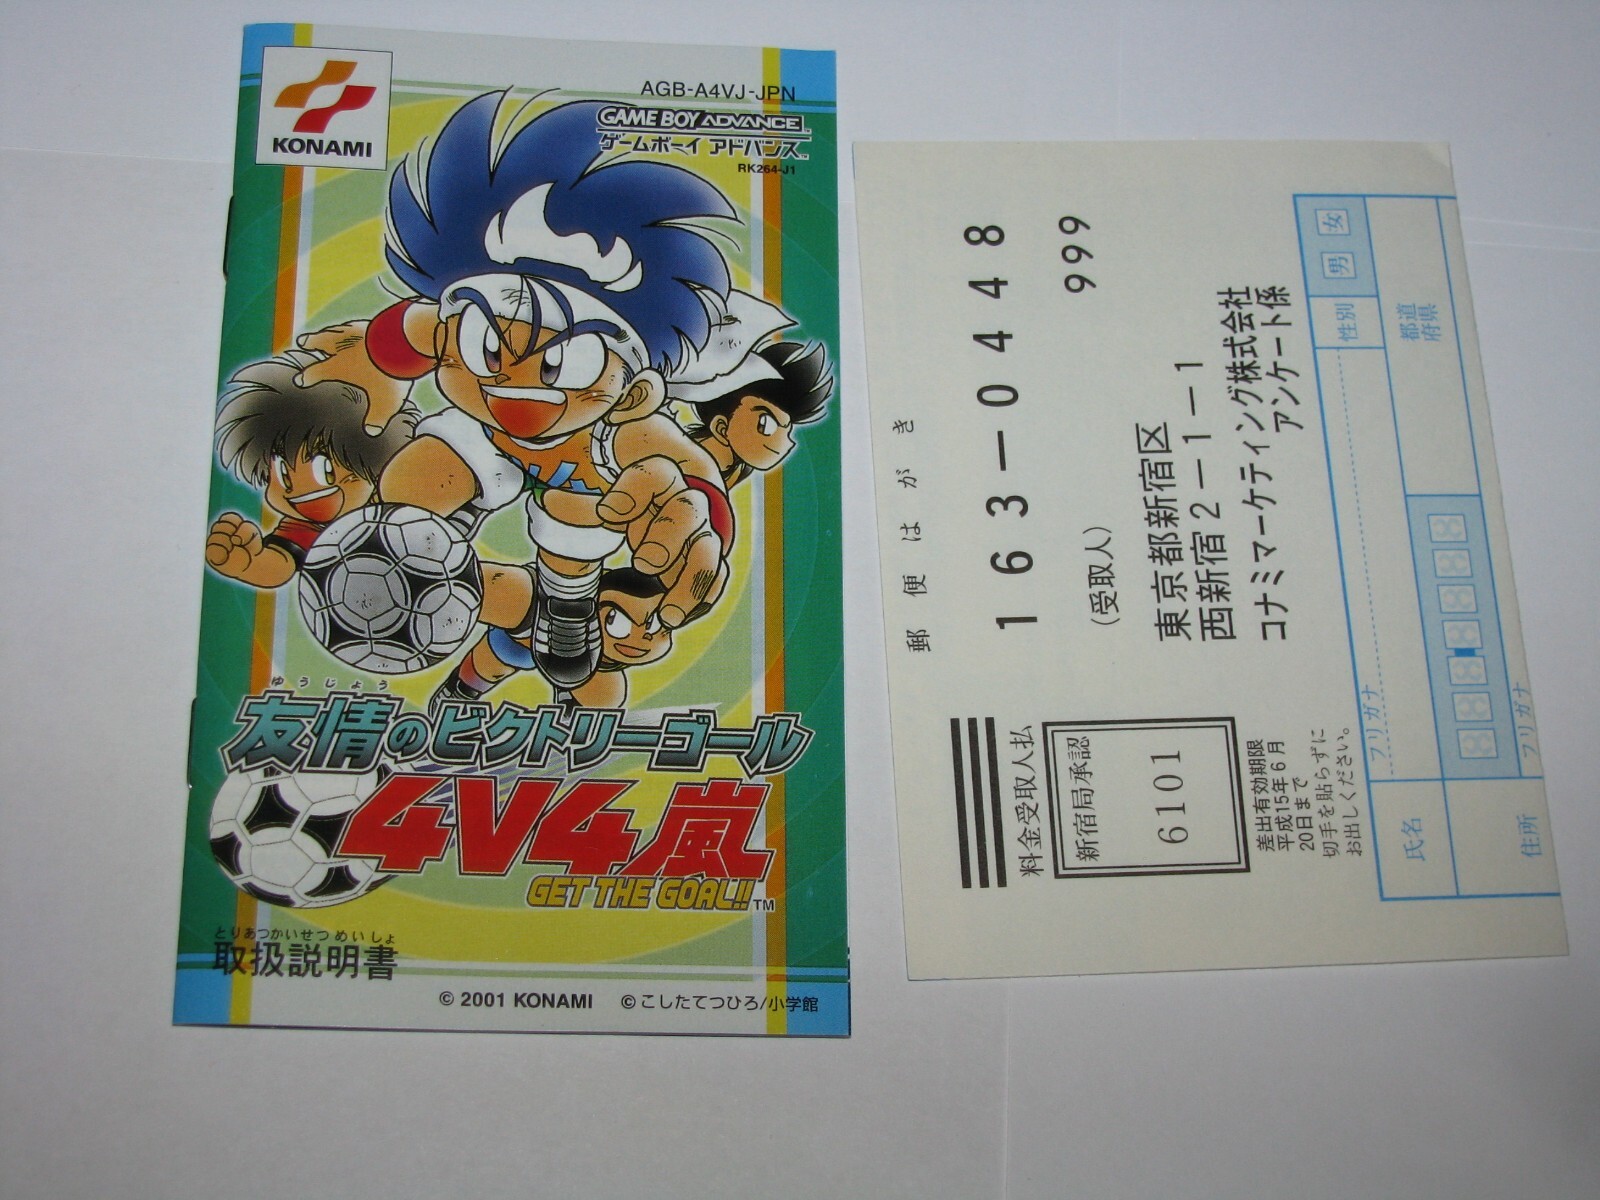 KONAMI
AGB-A4VJ-JPN
GAME BOY ADVANCE
ゲームボーイ アドバンス™
RK264-J1
ゆうじょう
友情のビクトリーゴール
4V4嵐
GET THE GOAL!!™
とりあつかいせつめいしょ
取扱説明書
© 2001 KONAMI ©こしたてつひろ/小学館
郵便はがき
163-0448
999
(受取人)
東京都新宿区
西新宿2-1-1
コナミマーケティング株式会社
アンケート係
料金受取人払
新宿局承認
6101
差出有効期限
平成15年6月
20日まで
切手を貼らずに
お出しください。
フリガナ
氏名
性別
男
女
フリガナ
住所
都道
府県